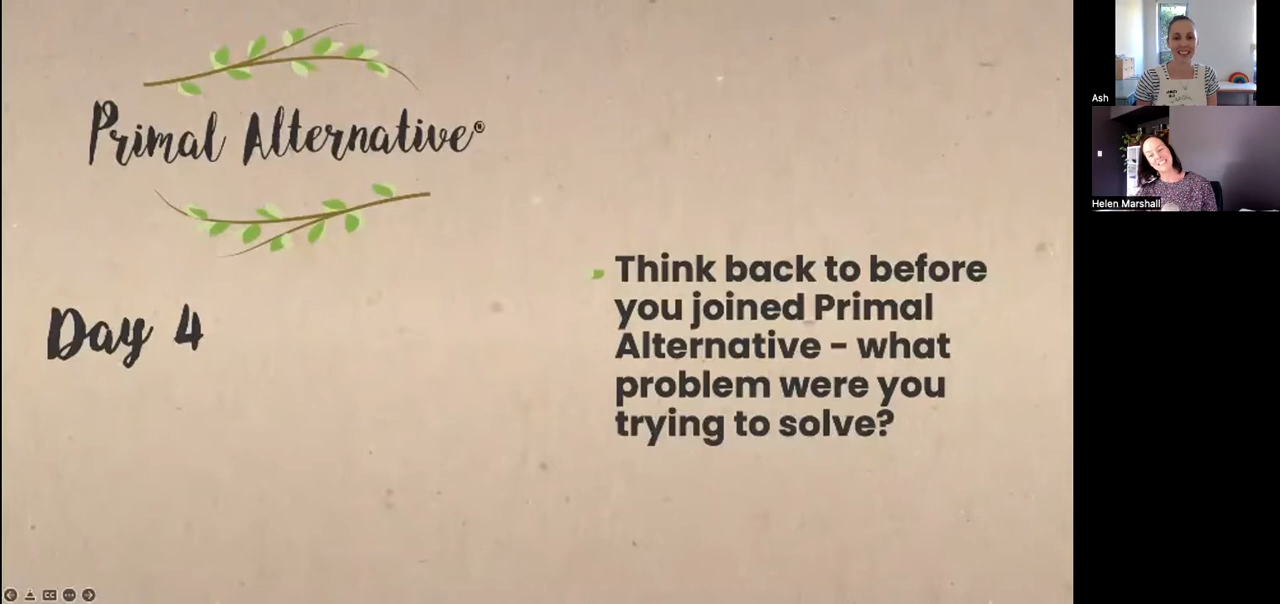 Primal Alternative®
Day 4
Think back to before
you joined Primal
Alternative - what
problem were you
trying to solve?
Ash
Helen Marshall
CC